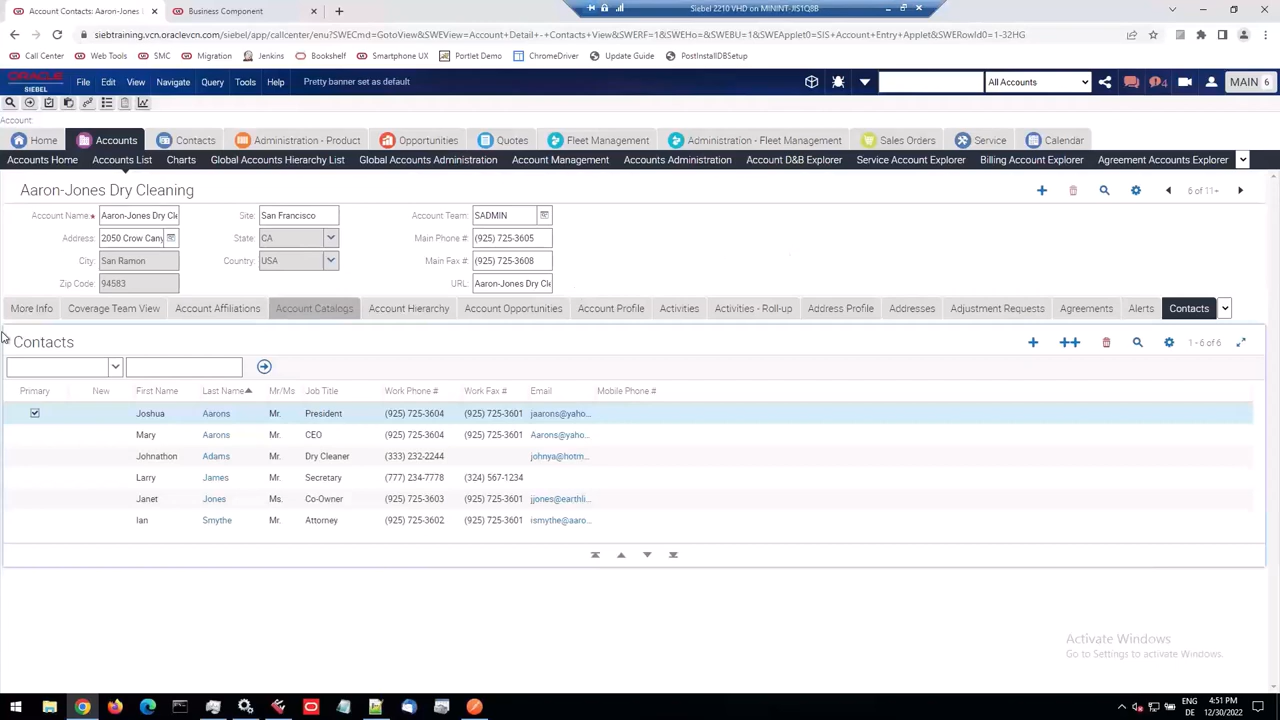 Account Contacts: Aaron-Jones D
Business Component
Siebel 2210 VHD on MININT-JIS1Q8B
siebtraining.vcn.oraclevcn.com/siebel/app/callcenter/enu?SWECmd=GotoView&SWEView=Account+Detail+-+Contacts+View&SWERF=1&SWEHo=&SWEBU=1&SWEApplet0=SIS+Account+Entry+Applet&SWERowId0=1-32HG
Call Center Web Tools SMC Migration Jenkins Bookshelf Smartphone UX Portlet Demo ChromeDriver Update Guide PostInstallDBSetup
ORACLE
SIEBEL
File Edit View Navigate Query Tools Help Pretty banner set as default All Accounts 4 MAIN 6
Account:
Home Accounts Contacts Administration - Product Opportunities Quotes Fleet Management Administration - Fleet Management Sales Orders Service Calendar
Accounts Home Accounts List Charts Global Accounts Hierarchy List Global Accounts Administration Account Management Accounts Administration Account D&B Explorer Service Account Explorer Billing Account Explorer Agreement Accounts Explorer
Aaron-Jones Dry Cleaning 6 of 11+
Account Name: Aaron-Jones Dry Cle Site: San Francisco Account Team: SADMIN
Address: 2050 Crow Cany State: CA Main Phone #: (925) 725-3605
City: San Ramon Country: USA Main Fax #: (925) 725-3608
Zip Code: 94583 URL: Aaron-Jones Dry Cle
More Info Coverage Team View Account Affiliations Account Catalogs Account Hierarchy Account Opportunities Account Profile Activities Activities - Roll-up Address Profile Addresses Adjustment Requests Agreements Alerts Contacts
Contacts 1 - 6 of 6
Primary New First Name Last Name Mr/Ms Job Title Work Phone # Work Fax # Email Mobile Phone #
Joshua Aarons Mr. President (925) 725-3604 (925) 725-3601 jaarons@yaho...
Mary Aarons Mr. CEO (925) 725-3604 (925) 725-3601 Aarons@yaho...
Johnathon Adams Mr. Dry Cleaner (333) 232-2244 johnya@hotm...
Larry James Mr. Secretary (777) 234-7778 (324) 567-1234
Janet Jones Ms. Co-Owner (925) 725-3603 (925) 725-3601 jjones@earthli...
Ian Smythe Mr. Attorney (925) 725-3602 (925) 725-3601 ismythe@aaro...
Activate Windows
Go to Settings to activate Windows.
ENG 4:51 PM
DE 12/30/2022